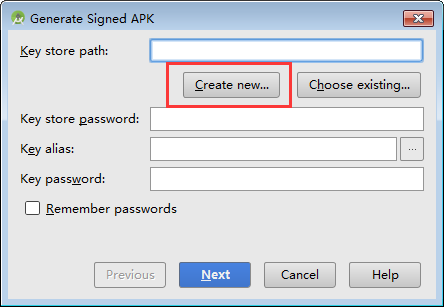 Generate Signed APK
Key store path:
Create new...
Choose existing...
Key store password:
Key alias:
...
Key password:
Remember passwords
Previous
Next
Cancel
Help